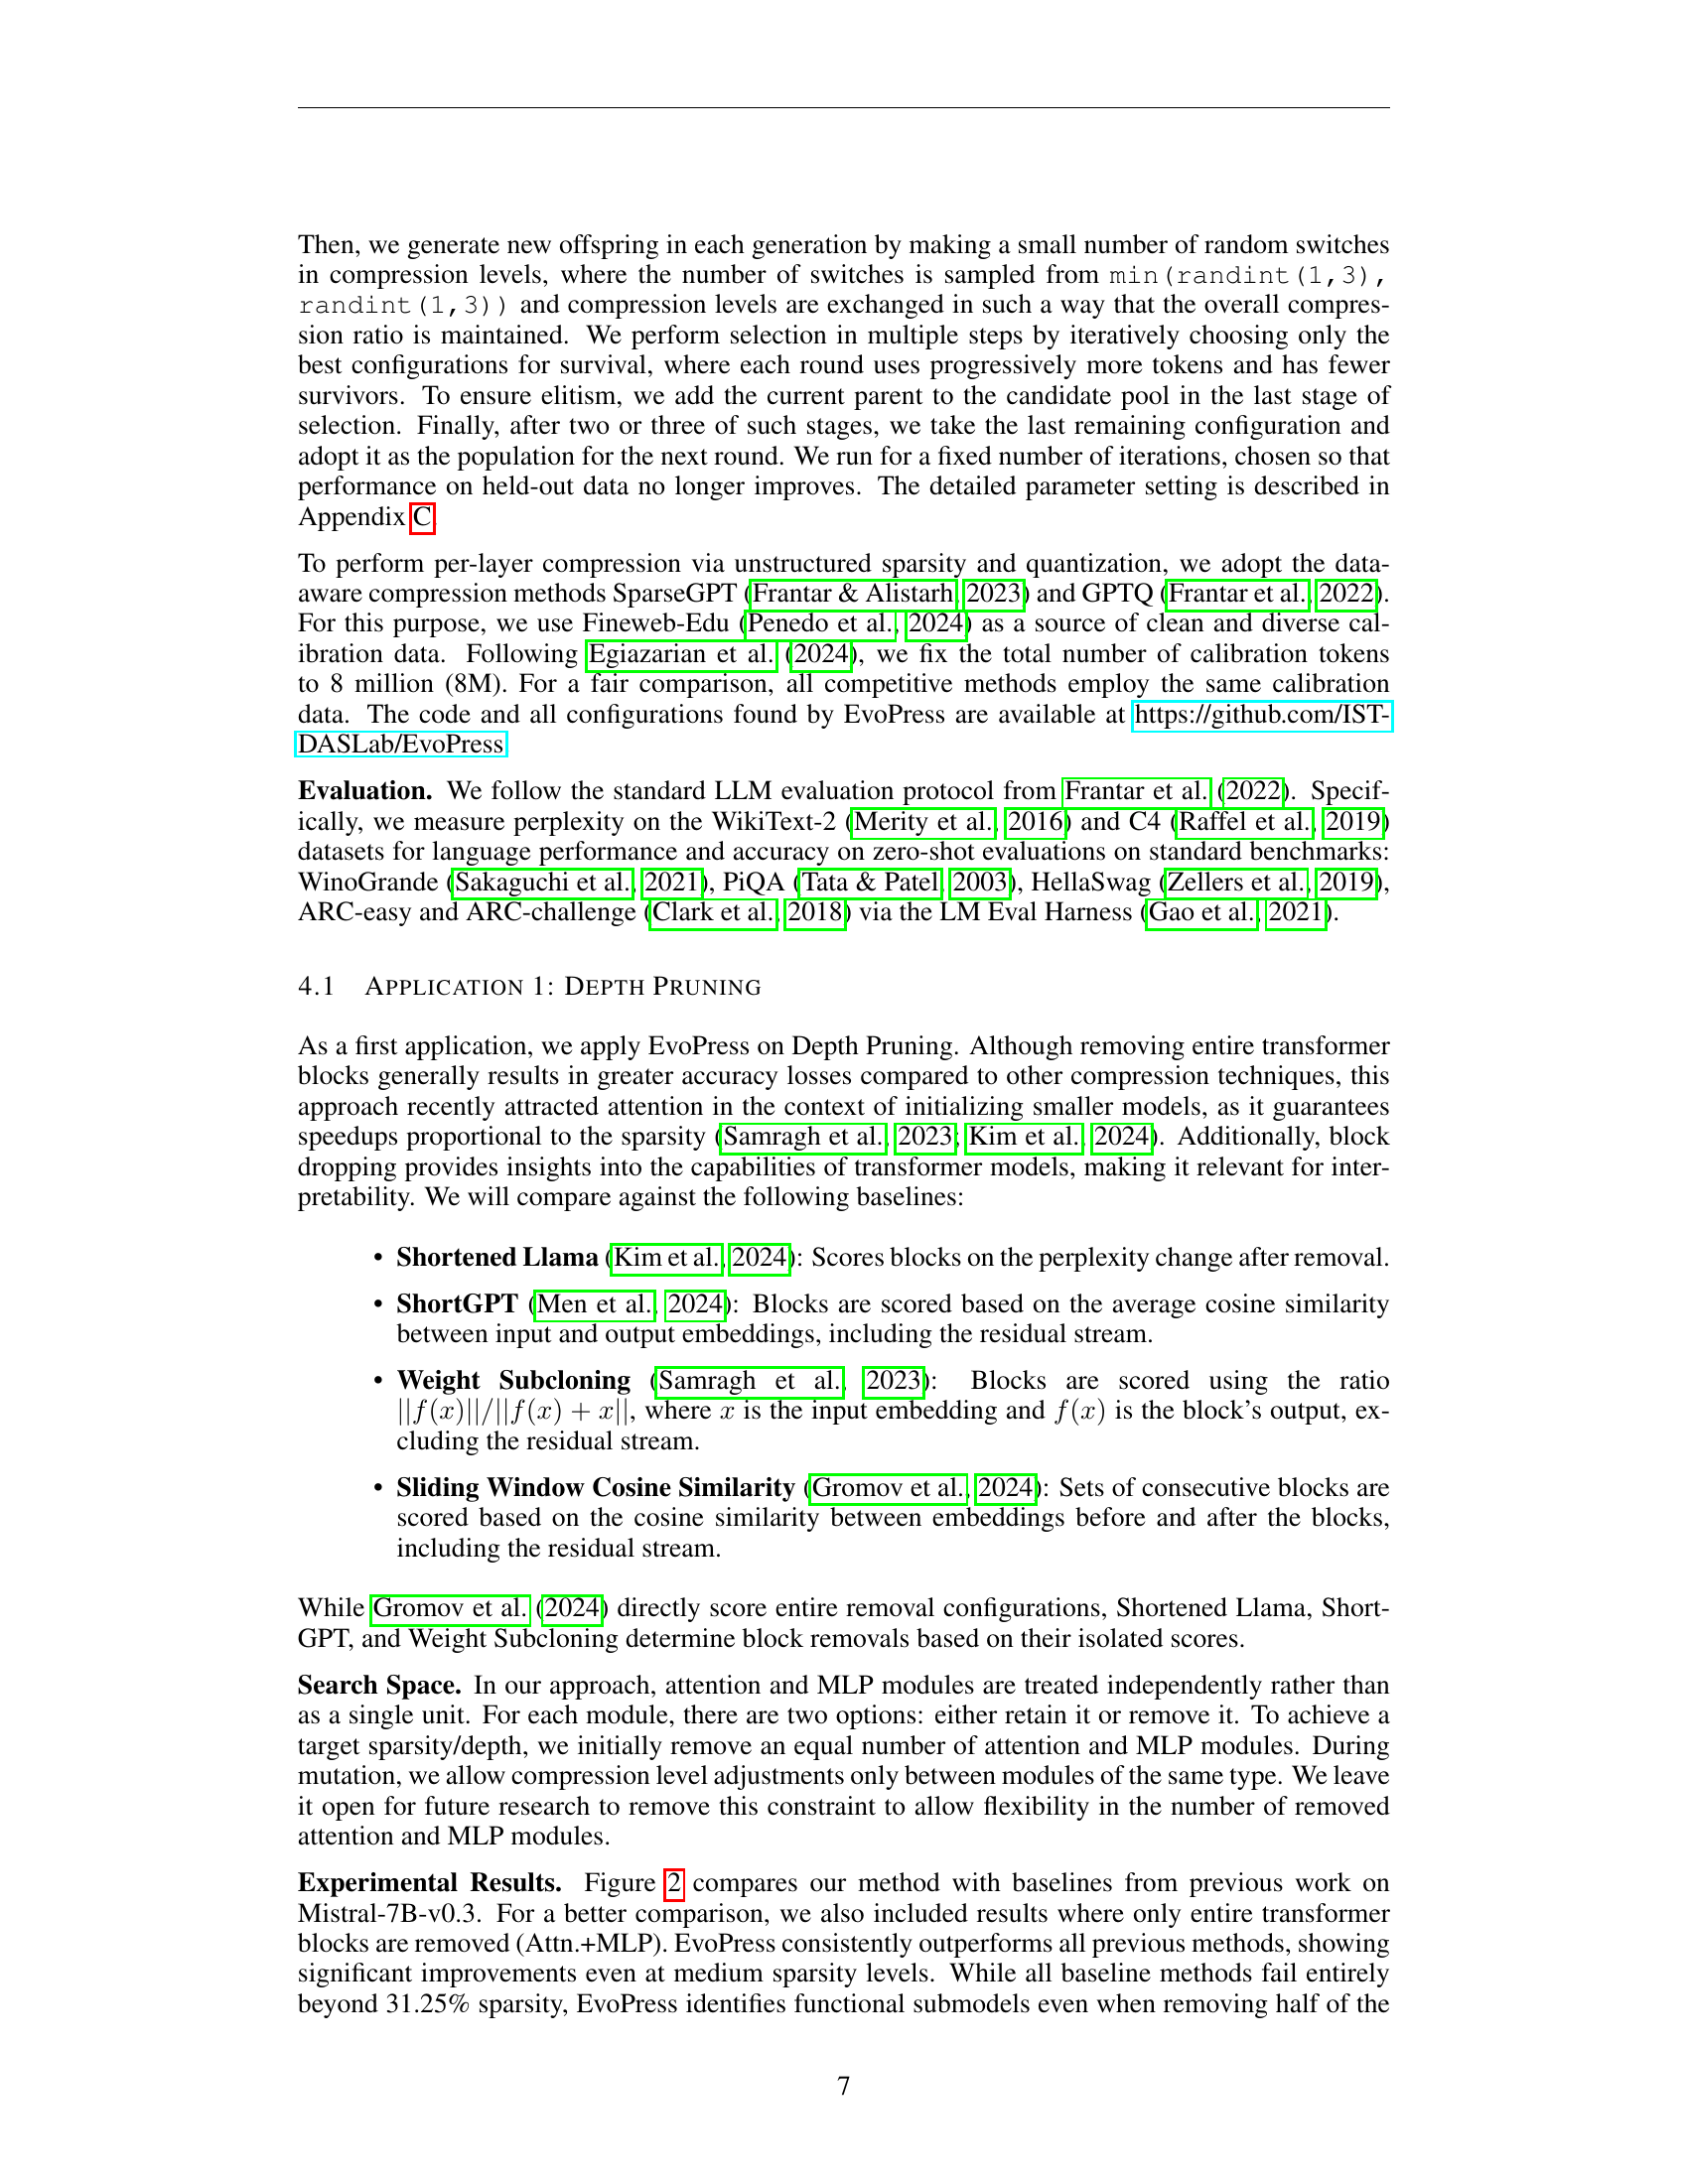 Then, we generate new offspring in each generation by making a small number of random switches
in compression levels, where the number of switches is sampled from min(randint(1,3),
randint(1,3)) and compression levels are exchanged in such a way that the overall compres-
sion ratio is maintained. We perform selection in multiple steps by iteratively choosing only the
best configurations for survival, where each round uses progressively more tokens and has fewer
survivors. To ensure elitism, we add the current parent to the candidate pool in the last stage of
selection. Finally, after two or three of such stages, we take the last remaining configuration and
adopt it as the population for the next round. We run for a fixed number of iterations, chosen so that
performance on held-out data no longer improves. The detailed parameter setting is described in
Appendix C.
To perform per-layer compression via unstructured sparsity and quantization, we adopt the data-
aware compression methods SparseGPT (Frantar & Alistarh, 2023) and GPTQ (Frantar et al., 2022).
For this purpose, we use Fineweb-Edu (Penedo et al., 2024) as a source of clean and diverse cal-
ibration data. Following Egiazarian et al. (2024), we fix the total number of calibration tokens
to 8 million (8M). For a fair comparison, all competitive methods employ the same calibration
data. The code and all configurations found by EvoPress are available at https://github.com/IST-
DASLab/EvoPress
Evaluation. We follow the standard LLM evaluation protocol from Frantar et al. (2022). Specif-
ically, we measure perplexity on the WikiText-2 (Merity et al., 2016) and C4 (Raffel et al., 2019)
datasets for language performance and accuracy on zero-shot evaluations on standard benchmarks:
WinoGrande (Sakaguchi et al., 2021), PiQA (Tata & Patel, 2003), HellaSwag (Zellers et al., 2019),
ARC-easy and ARC-challenge (Clark et al., 2018) via the LM Eval Harness (Gao et al., 2021).
4.1 APPLICATION 1: DEPTH PRUNING
As a first application, we apply EvoPress on Depth Pruning. Although removing entire transformer
blocks generally results in greater accuracy losses compared to other compression techniques, this
approach recently attracted attention in the context of initializing smaller models, as it guarantees
speedups proportional to the sparsity (Samragh et al., 2023; Kim et al., 2024). Additionally, block
dropping provides insights into the capabilities of transformer models, making it relevant for inter-
pretability. We will compare against the following baselines:
• Shortened Llama (Kim et al., 2024): Scores blocks on the perplexity change after removal.
• ShortGPT (Men et al., 2024): Blocks are scored based on the average cosine similarity
between input and output embeddings, including the residual stream.
• Weight Subcloning (Samragh et al., 2023): Blocks are scored using the ratio
||f(x)||/||f(x) + x||, where x is the input embedding and f(x) is the block's output, ex-
cluding the residual stream.
• Sliding Window Cosine Similarity (Gromov et al., 2024): Sets of consecutive blocks are
scored based on the cosine similarity between embeddings before and after the blocks,
including the residual stream.
While Gromov et al. (2024) directly score entire removal configurations, Shortened Llama, Short-
GPT, and Weight Subcloning determine block removals based on their isolated scores.
Search Space. In our approach, attention and MLP modules are treated independently rather than
as a single unit. For each module, there are two options: either retain it or remove it. To achieve a
target sparsity/depth, we initially remove an equal number of attention and MLP modules. During
mutation, we allow compression level adjustments only between modules of the same type. We leave
it open for future research to remove this constraint to allow flexibility in the number of removed
attention and MLP modules.
Experimental Results. Figure 2 compares our method with baselines from previous work on
Mistral-7B-v0.3. For a better comparison, we also included results where only entire transformer
blocks are removed (Attn.+MLP). EvoPress consistently outperforms all previous methods, showing
significant improvements even at medium sparsity levels. While all baseline methods fail entirely
beyond 31.25% sparsity, EvoPress identifies functional submodels even when removing half of the
7